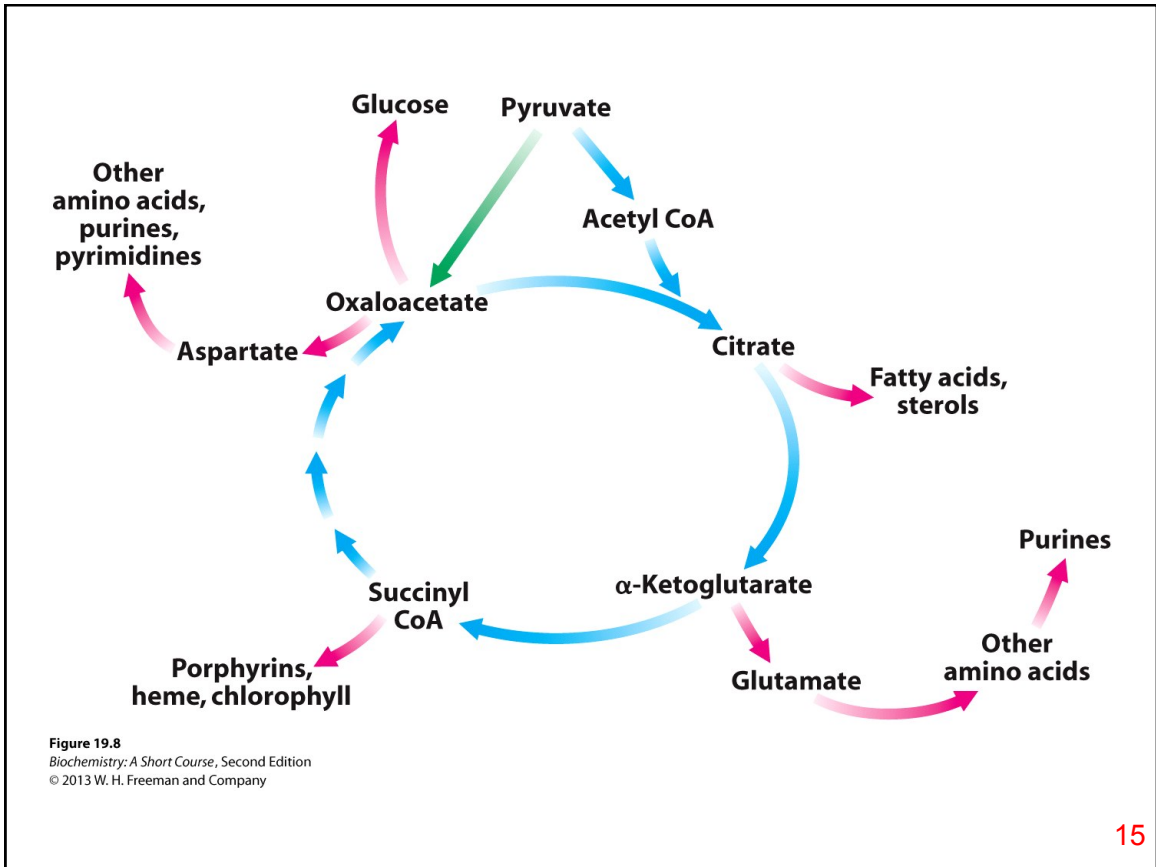 Glucose
Pyruvate
Other
amino acids,
purines,
pyrimidines
Acetyl CoA
Oxaloacetate
Aspartate
Citrate
Fatty acids,
sterols
Purines
α-Ketoglutarate
Succinyl
CoA
Other
amino acids
Glutamate
Porphyrins,
heme, chlorophyll
Figure 19.8
Biochemistry: A Short Course, Second Edition
© 2013 W. H. Freeman and Company
15